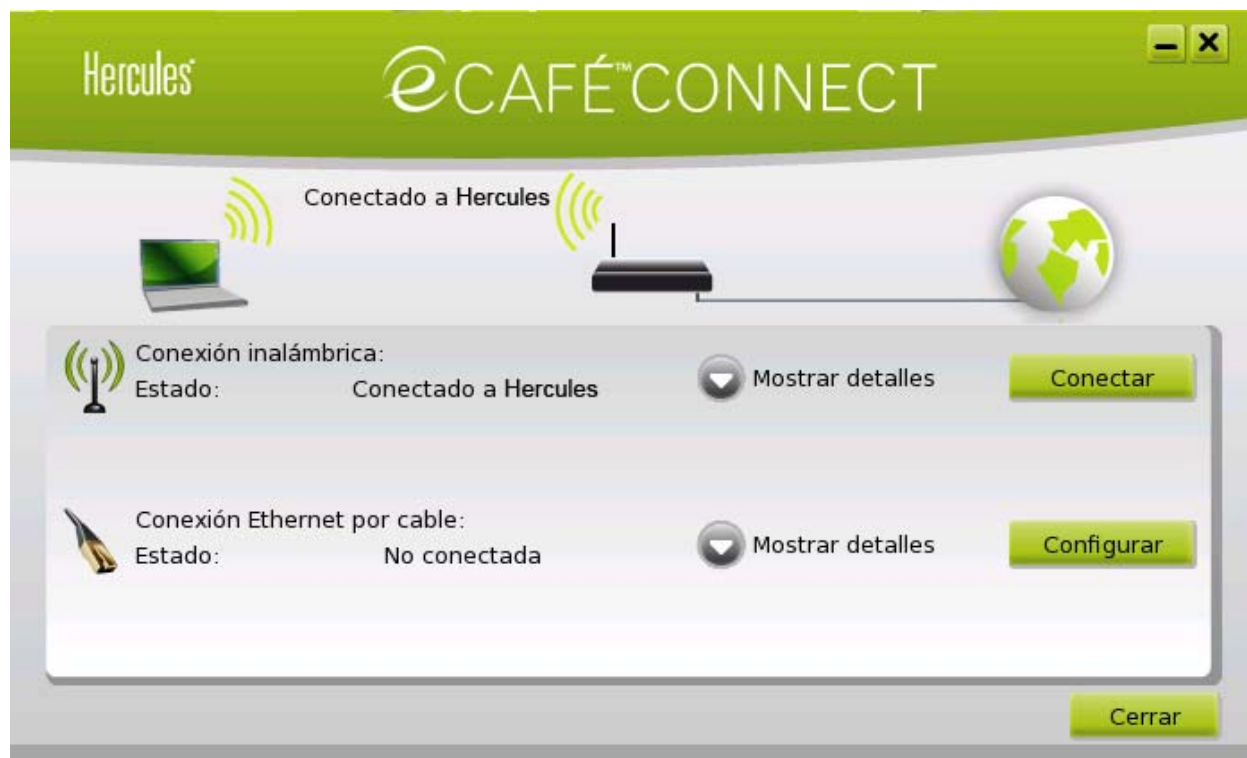 Hercules
eCAFÉ™CONNECT
Conectado a Hercules
Conexión inalámbrica:
Estado: Conectado a Hercules
Mostrar detalles
Conectar
Conexión Ethernet por cable:
Estado: No conectada
Mostrar detalles
Configurar
Cerrar